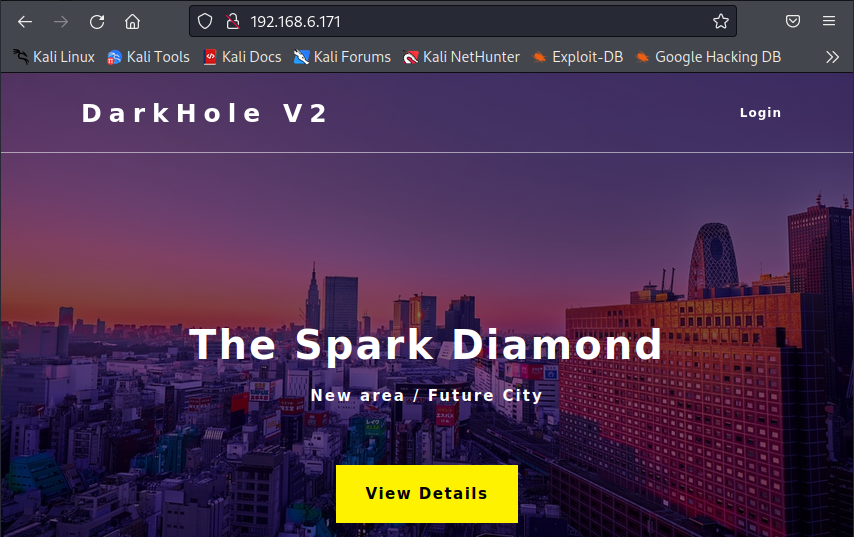 192.168.6.171
Kali Linux Kali Tools Kali Docs Kali Forums Kali NetHunter Exploit-DB Google Hacking DB
DarkHole V2 Login
The Spark Diamond
New area / Future City
View Details